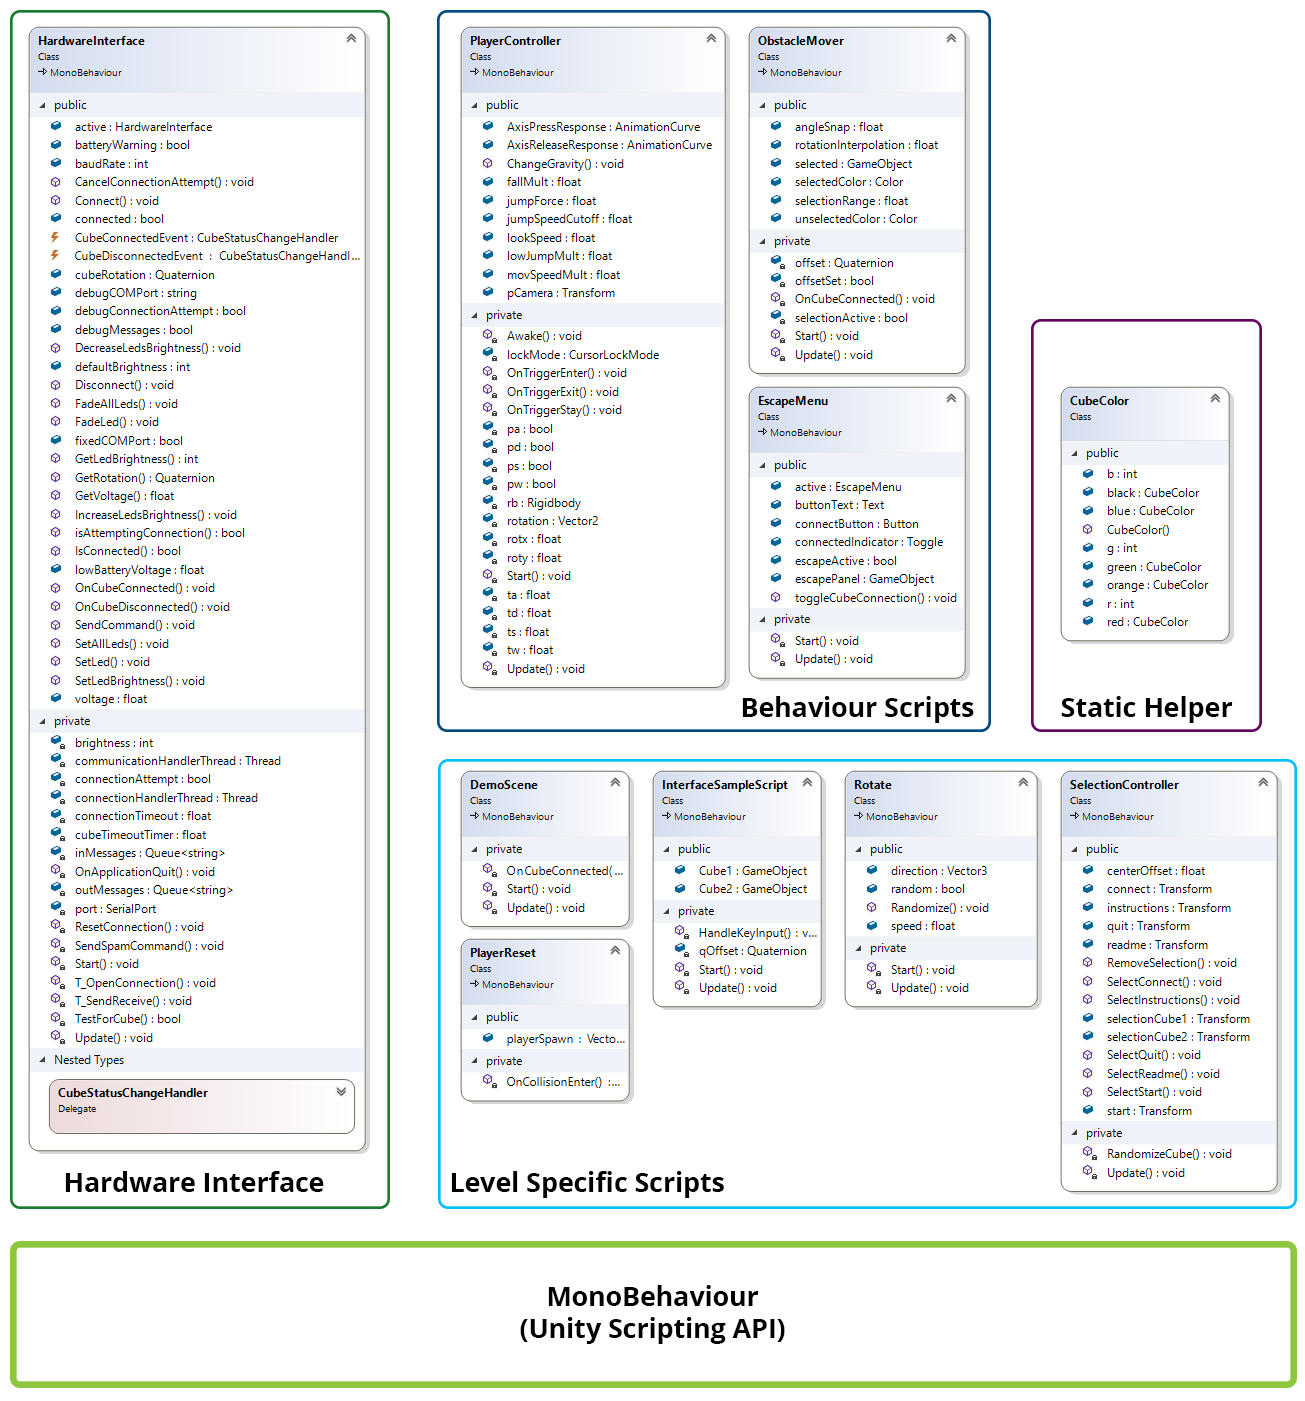 HardwareInterface
Class
MonoBehaviour
public
active : HardwareInterface
batteryWarning : bool
baudRate : int
CancelConnectionAttempt() : void
Connect() : void
connected : bool
CubeConnectedEvent : CubeStatusChangeHandler
CubeDisconnectedEvent : CubeStatusChangeHandl...
cubeRotation : Quaternion
debugCOMPort : string
debugConnectionAttempt : bool
debugMessages : bool
DecreaseLedsBrightness() : void
defaultBrightness : int
Disconnect() : void
FadeAllLeds() : void
FadeLed() : void
fixedCOMPort : bool
GetLedBrightness() : int
GetRotation() : Quaternion
GetVoltage() : float
IncreaseLedsBrightness() : void
isAttemptingConnection() : bool
IsConnected() : bool
lowBatteryVoltage : float
OnCubeConnected() : void
OnCubeDisconnected() : void
SendCommand() : void
SetAllLeds() : void
SetLed() : void
SetLedBrightness() : void
voltage : float
private
brightness : int
communicationHandlerThread : Thread
connectionAttempt : bool
connectionHandlerThread : Thread
connectionTimeout : float
cubeTimeoutTimer : float
inMessages : Queue<string>
OnApplicationQuit() : void
outMessages : Queue<string>
port : SerialPort
ResetConnection() : void
SendSpamCommand() : void
Start() : void
T_OpenConnection() : void
T_SendReceive() : void
TestForCube() : bool
Update() : void
Nested Types
CubeStatusChangeHandler
Delegate
Hardware Interface
PlayerController
Class
MonoBehaviour
public
AxisPressResponse : AnimationCurve
AxisReleaseResponse : AnimationCurve
ChangeGravity() : void
fallMult : float
jumpForce : float
jumpSpeedCutoff : float
lookSpeed : float
lowJumpMult : float
movSpeedMult : float
pCamera : Transform
private
Awake() : void
lockMode : CursorLockMode
OnTriggerEnter() : void
OnTriggerExit() : void
OnTriggerStay() : void
pa : bool
pd : bool
ps : bool
pw : bool
rb : Rigidbody
rotation : Vector2
rotx : float
roty : float
Start() : void
ta : float
td : float
ts : float
tw : float
Update() : void
ObstacleMover
Class
MonoBehaviour
public
angleSnap : float
rotationInterpolation : float
selected : GameObject
selectedColor : Color
selectionRange : float
unselectedColor : Color
private
offset : Quaternion
offsetSet : bool
OnCubeConnected() : void
selectionActive : bool
Start() : void
Update() : void
EscapeMenu
Class
MonoBehaviour
public
active : EscapeMenu
buttonText : Text
connectButton : Button
connectedIndicator : Toggle
escapeActive : bool
escapePanel : GameObject
toggleCubeConnection() : void
private
Start() : void
Update() : void
Behaviour Scripts
CubeColor
Class
public
b : int
black : CubeColor
blue : CubeColor
CubeColor()
g : int
green : CubeColor
orange : CubeColor
r : int
red : CubeColor
Static Helper
DemoScene
Class
MonoBehaviour
private
OnCubeConnected(...
Start() : void
Update() : void
PlayerReset
Class
MonoBehaviour
public
playerSpawn : Vecto...
private
OnCollisionEnter() :...
InterfaceSampleScript
Class
MonoBehaviour
public
Cube1 : GameObject
Cube2 : GameObject
private
HandleKeyInput() : v...
qOffset : Quaternion
Start() : void
Update() : void
Rotate
Class
MonoBehaviour
public
direction : Vector3
random : bool
Randomize() : void
speed : float
private
Start() : void
Update() : void
SelectionController
Class
MonoBehaviour
public
centerOffset : float
connect : Transform
instructions : Transform
quit : Transform
readme : Transform
RemoveSelection() : void
SelectConnect() : void
SelectInstructions() : void
selectionCube1 : Transform
selectionCube2 : Transform
SelectQuit() : void
SelectReadme() : void
SelectStart() : void
start : Transform
private
RandomizeCube() : void
Update() : void
Level Specific Scripts
MonoBehaviour
(Unity Scripting API)